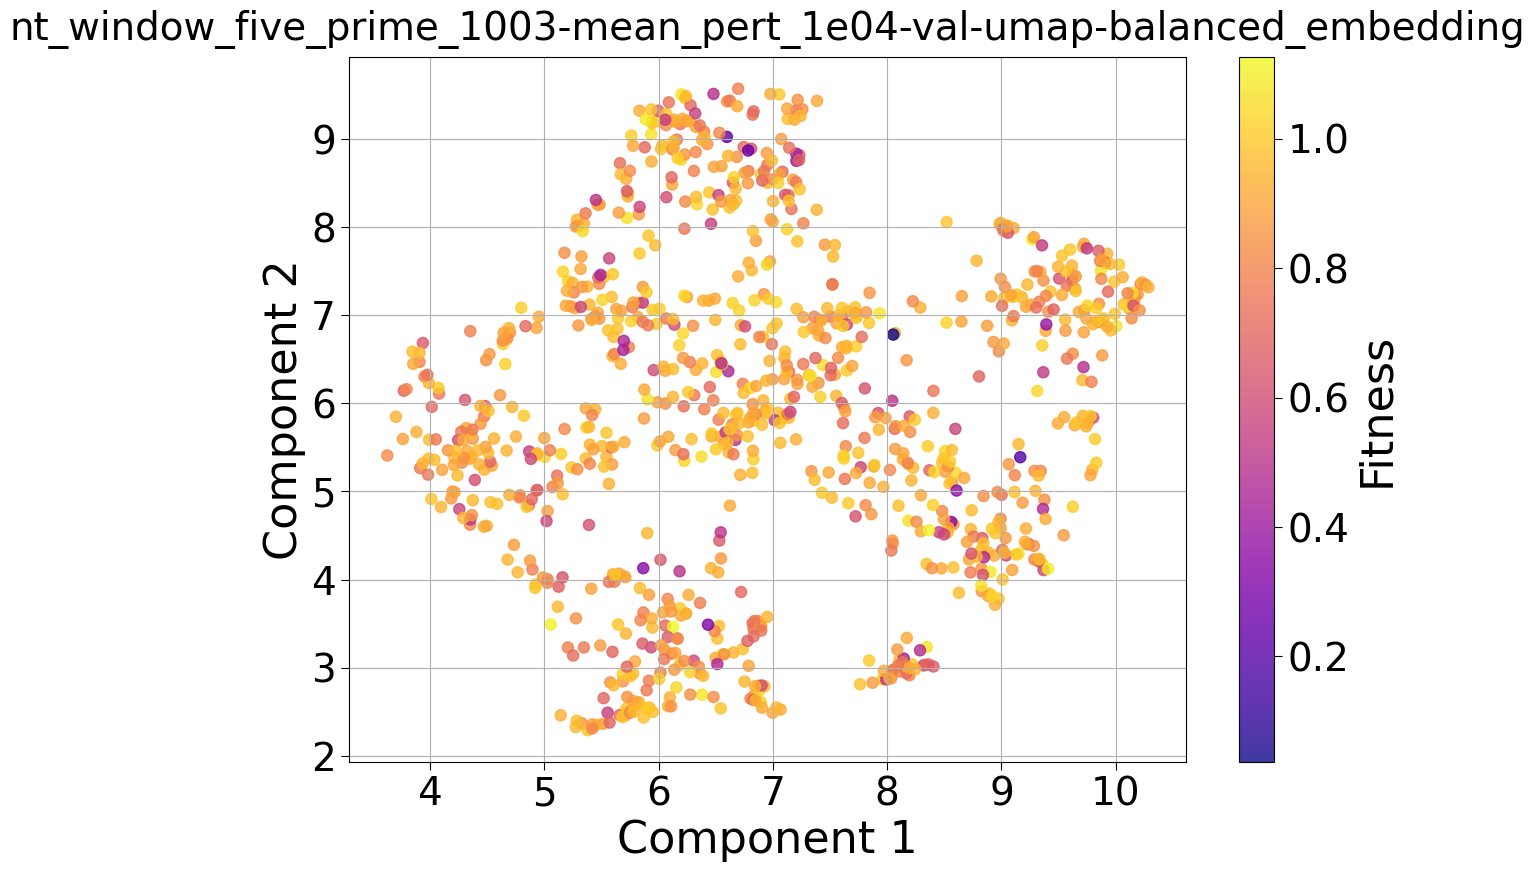 nt_window_five_prime_1003-mean_pert_1e04-val-umap-balanced_embedding
9
8
7
6
5
4
3
2
Component 2
4 5 6 7 8 9 10
Component 1
1.0
0.8
0.6
0.4
0.2
Fitness